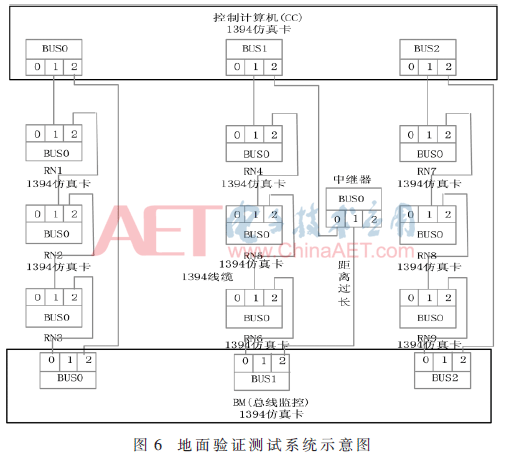 控制计算机(CC)
1394仿真卡
BUS0
0 1 2
BUS1
0 1 2
BUS2
0 1 2
0 1 2
BUS0
RN1
1394仿真卡
0 1 2
BUS0
RN4
1394仿真卡
0 1 2
BUS0
RN7
1394仿真卡
中继器
BUS0
0 1 2
距离过长
0 1 2
BUS0
RN2
1394仿真卡
0 1 2
BUS0
RN5
1394仿真卡
1394线缆
0 1 2
BUS0
RN8
1394仿真卡
AET电子技术应用
www.ChinaAET.com
0 1 2
BUS0
RN3
0 1 2
BUS0
RN6
1394仿真卡
0 1 2
BUS0
RN9
1394仿真卡
0 1 2
BUS0
0 1 2
BUS1
0 1 2
BUS2
BM(总线监控)
1394仿真卡
图 6 地面验证测试系统示意图